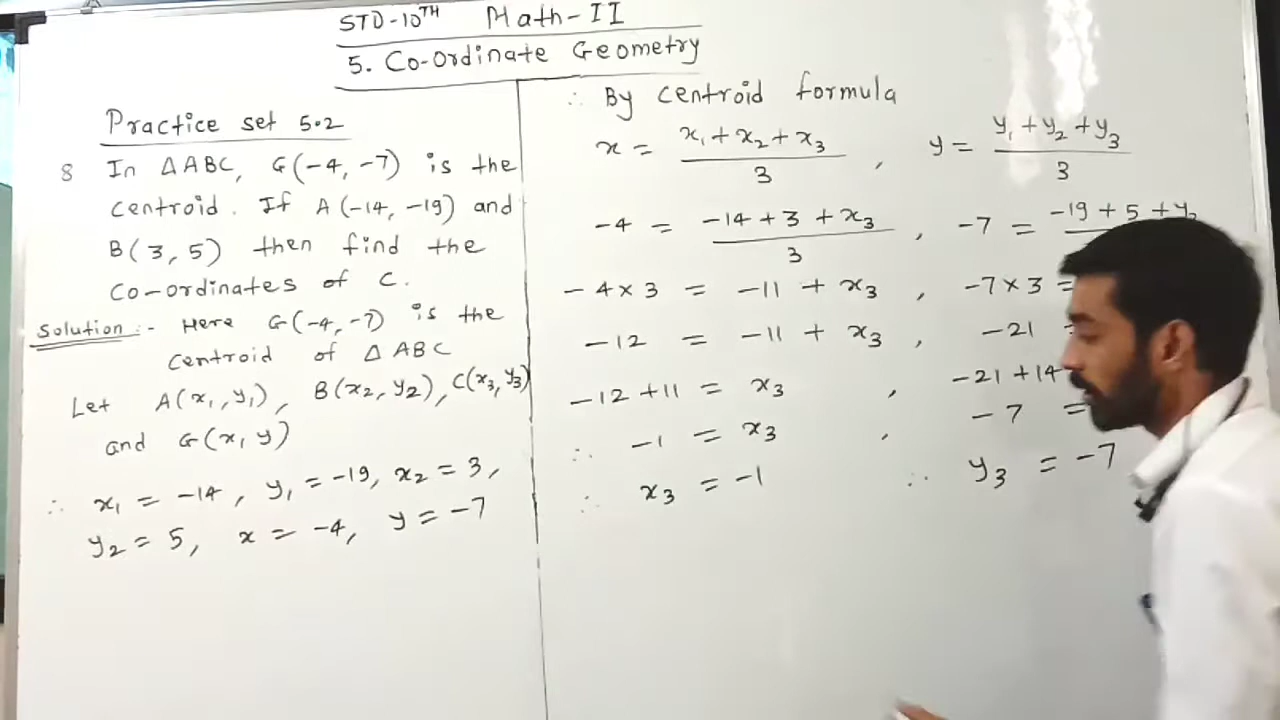 STD-10TH Math-II
5. Co-Ordinate Geometry
Practice set 5.2
8 In ΔABC, G(-4, -7) is the
centroid. If A(-14, -19) and
B(3, 5) then find the
Co-ordinates of C.
Solution :- Here G(-4, -7) is the
centroid of Δ ABC
Let A(x₁, y₁), B(x₂, y₂), C(x₃, y₃)
and G(x, y)
∴ x₁ = -14, y₁ = -19, x₂ = 3,
y₂ = 5, x = -4, y = -7
∴ By centroid formula
x = (x₁ + x₂ + x₃)/3 , y = (y₁ + y₂ + y₃)/3
-4 = (-14 + 3 + x₃)/3 , -7 = -19 + 5 +
-4 × 3 = -11 + x₃ , -7 × 3 =
-12 = -11 + x₃ , -21
-12 + 11 = x₃ , -21 + 14
∴ -1 = x₃ , -7 =
∴ x₃ = -1 ∴ y₃ = -7